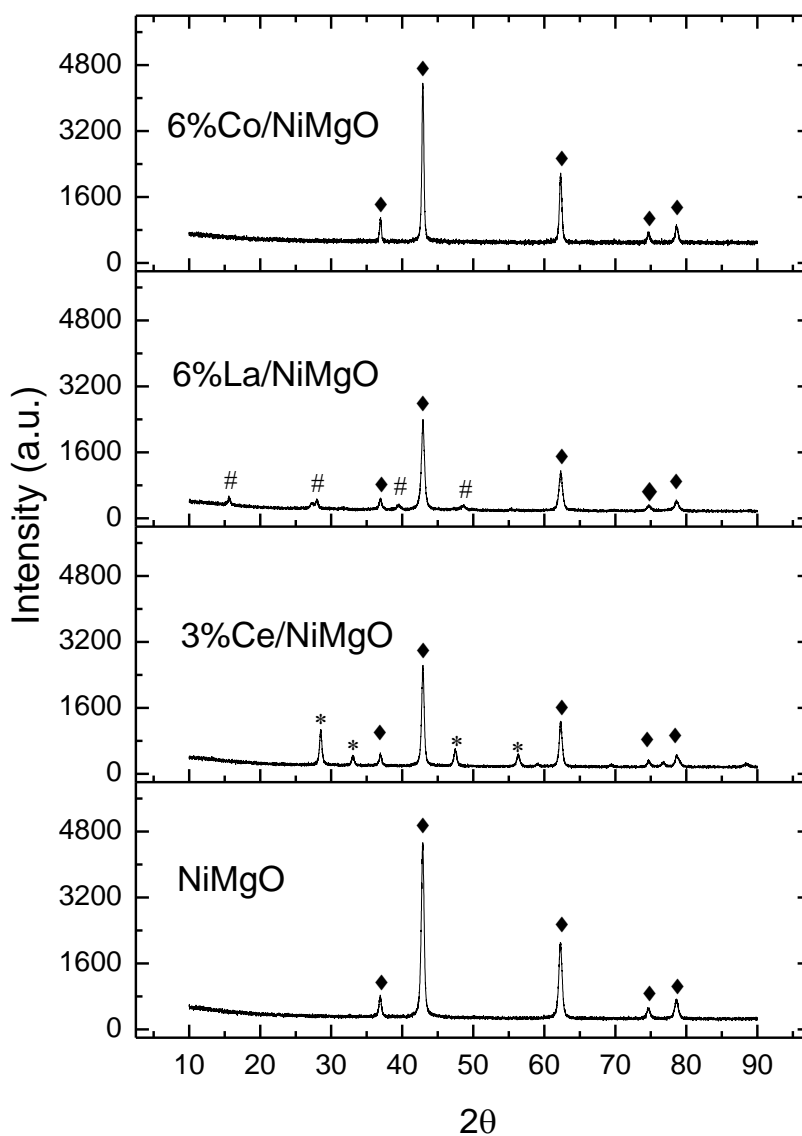 4800
3200
1600
0
6%Co/NiMgO
♦ ♦ ♦ ♦ ♦
4800
3200
1600
0
6%La/NiMgO
# # ♦ # ♦ # ♦ ♦ ♦
4800
3200
1600
0
3%Ce/NiMgO
* * ♦ ♦ * * ♦ ♦ ♦
4800
3200
1600
0
NiMgO
♦ ♦ ♦ ♦ ♦
Intensity (a.u.)
10 20 30 40 50 60 70 80 90
2θ